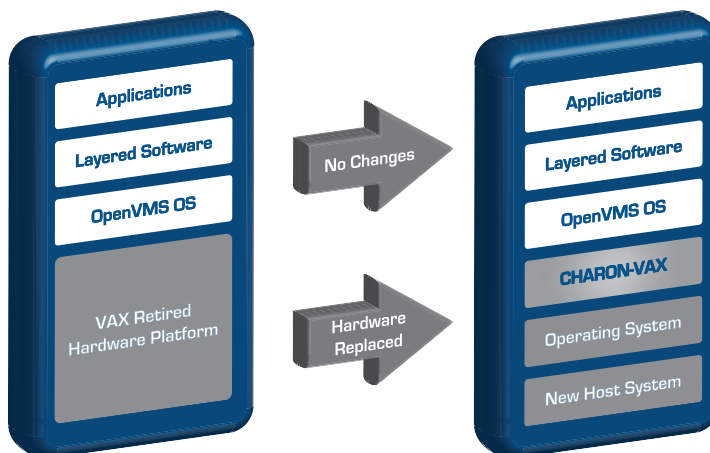 Applications
Layered Software
OpenVMS OS
VAX Retired
Hardware Platform
No Changes
Hardware
Replaced
Applications
Layered Software
OpenVMS OS
CHARON-VAX
Operating System
New Host System